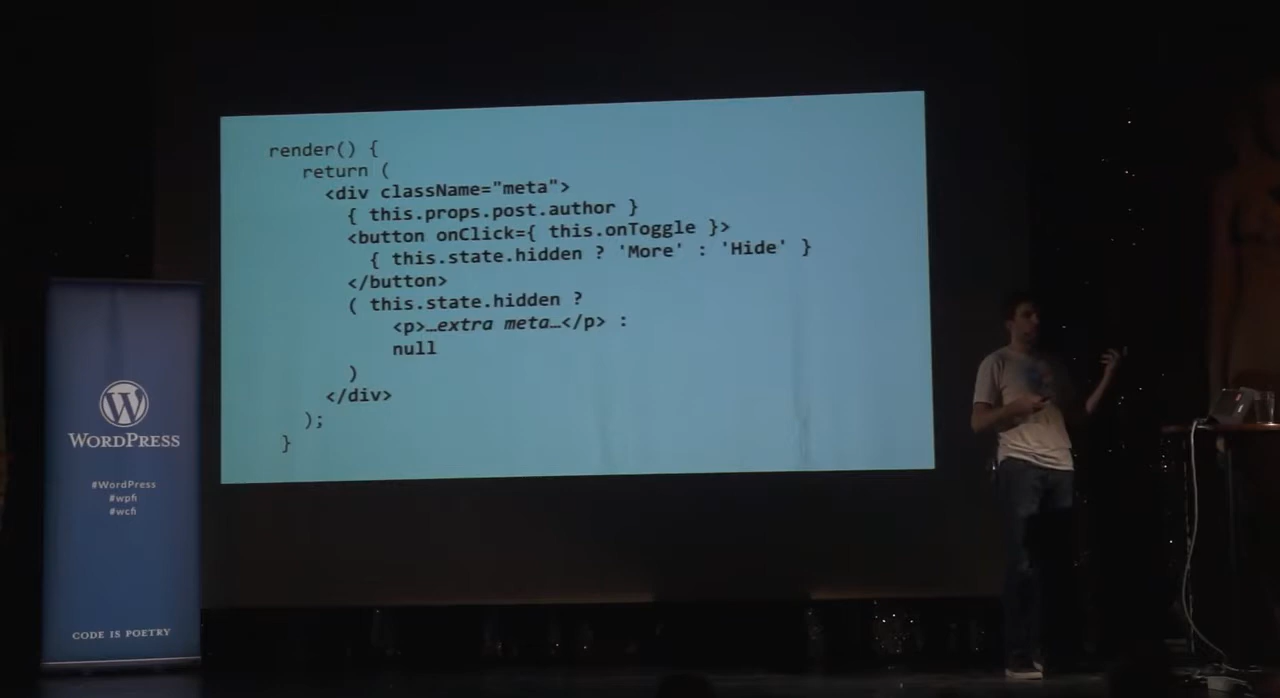 render() {
return (
<div className="meta">
{ this.props.post.author }
<button onClick={ this.onToggle }>
{ this.state.hidden ? 'More' : 'Hide' }
</button>
( this.state.hidden ?
<p>…extra meta…</p> :
null
)
</div>
);
}
WORDPRESS
#WordPress
#wpfi
#wcfi
CODE IS POETRY